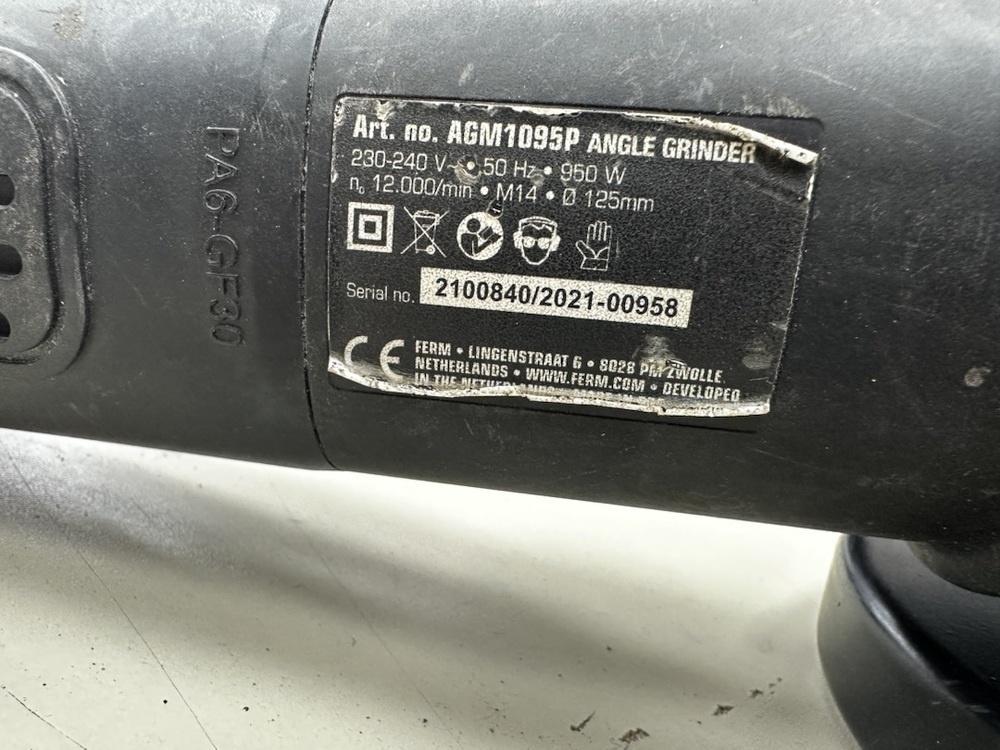 PA6-GF30
Art. no. AGM1095P ANGLE GRINDER
230-240 V~ • 50 Hz • 950 W
n₀ 12.000/min • M14 • Ø 125mm
Serial no. 2100840/2021-00958
CE FERM • LINGENSTRAAT 6 • 8028 PM ZWOLLE
NETHERLANDS • WWW.FERM.COM • DEVELOPED
IN THE NETHERLANDS